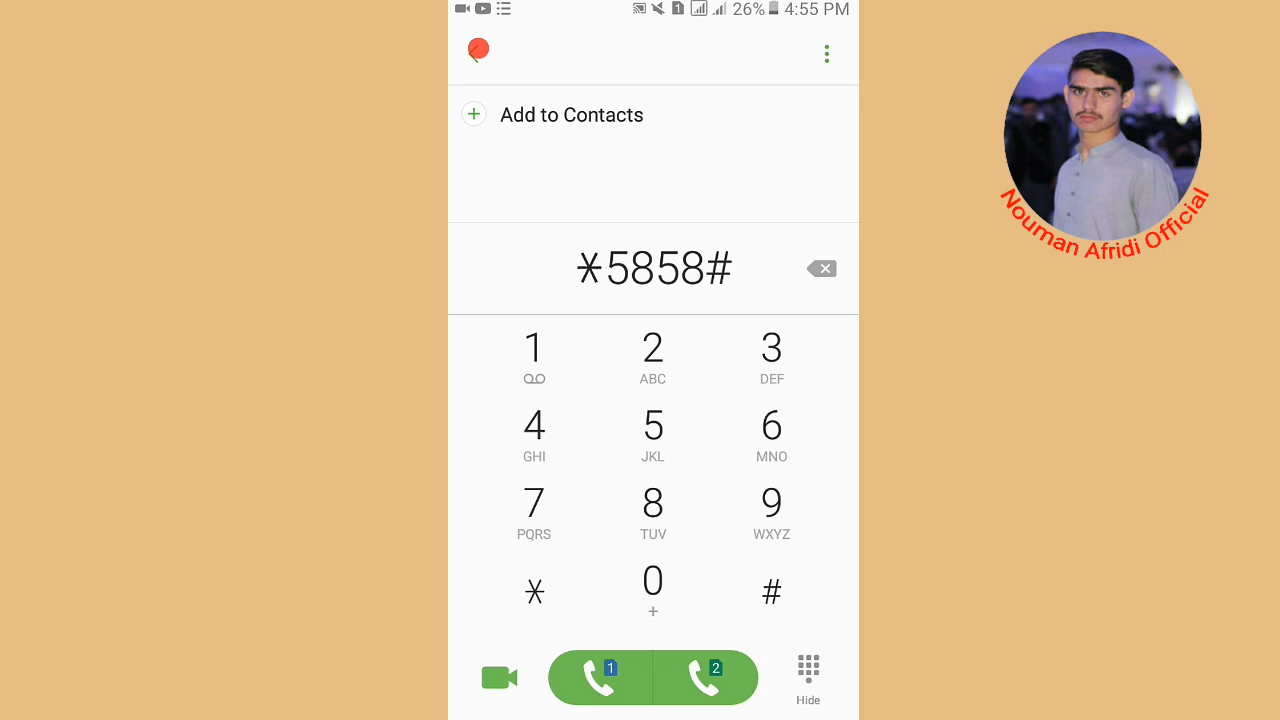 1 26% 4:55 PM
Add to Contacts
*5858#
1 2 3
ABC DEF
4 5 6
GHI JKL MNO
7 8 9
PQRS TUV WXYZ
* 0 #
+
1 2
Hide
Nouman Afridi Official